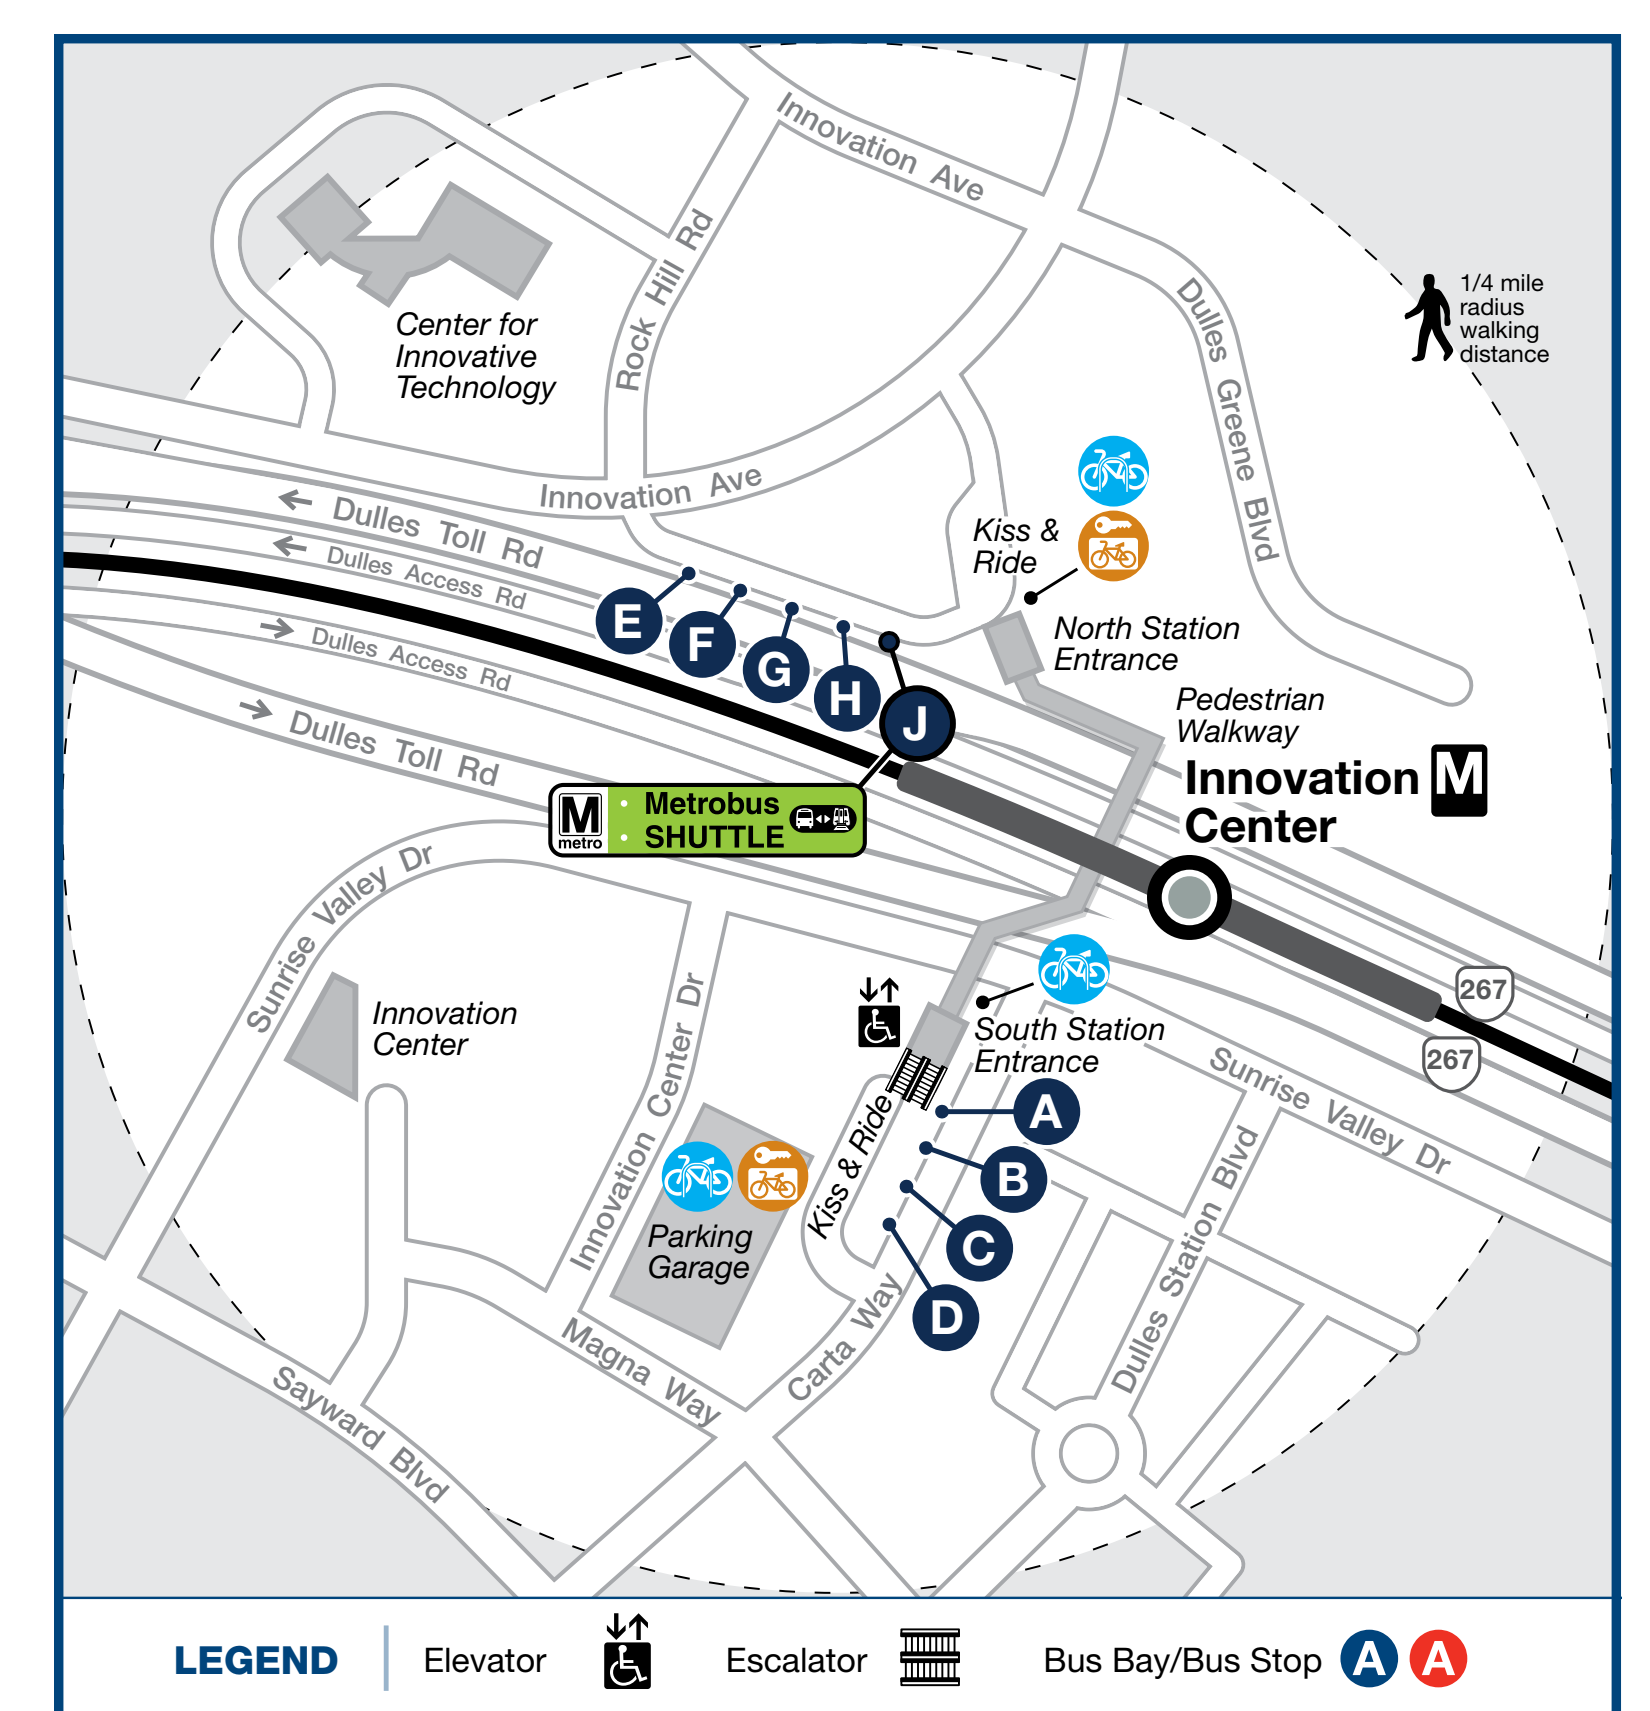 Innovation Ave
Rock Hill Rd
Dulles Greene Blvd
1/4 mile
radius
walking
distance
Center for
Innovative
Technology
Innovation Ave
Dulles Toll Rd
Dulles Access Rd
Dulles Access Rd
Dulles Toll Rd
Kiss &
Ride
E
F
G
H
J
North Station
Entrance
Pedestrian
Walkway
Innovation
Center
M
M
metro
• Metrobus
• SHUTTLE
Sunrise Valley Dr
Innovation
Center
Innovation Center Dr
267
267
South Station
Entrance
Sunrise Valley Dr
Kiss & Ride
A
B
C
D
Parking
Garage
Magna Way
Carta Way
Dulles Station Blvd
Sayward Blvd
LEGEND
Elevator
Escalator
Bus Bay/Bus Stop A A